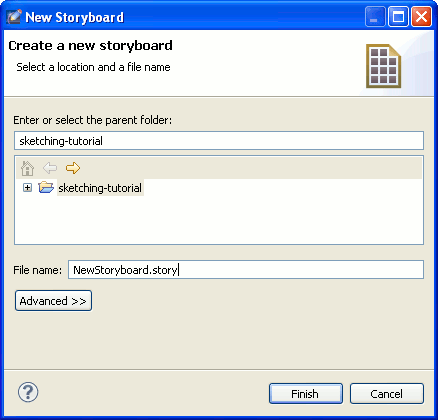 New Storyboard
Create a new storyboard
Select a location and a file name
Enter or select the parent folder:
sketching-tutorial
sketching-tutorial
File name: NewStoryboard.story
Advanced >>
? Finish Cancel